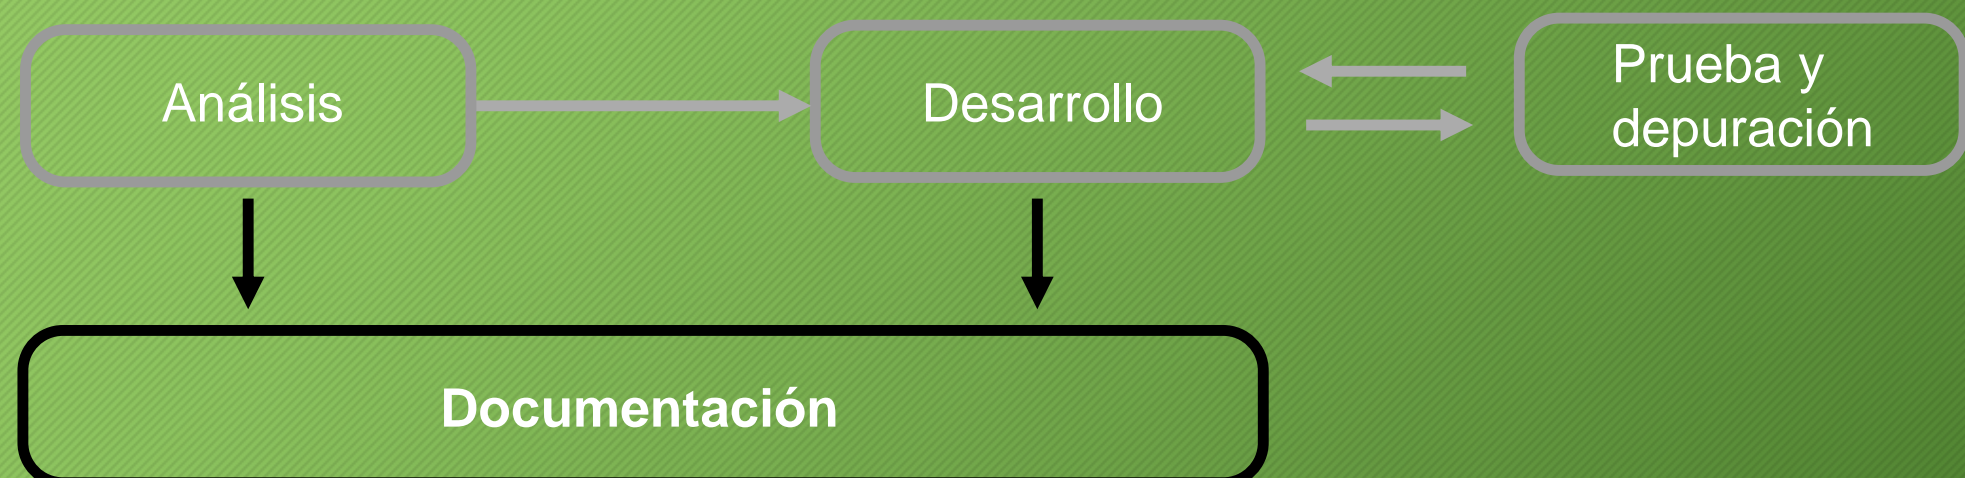 Análisis
Desarrollo
Prueba y
depuración
Documentación